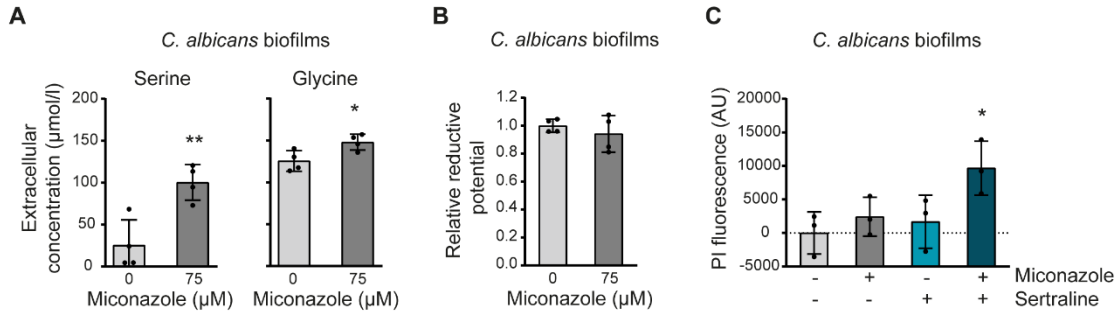 A
C. albicans biofilms
Serine
Glycine
Extracellular
concentration (µmol/l)
200
150
100
50
0
**
*
0
75
0
75
Miconazole (µM)
Miconazole (µM)
B
C. albicans biofilms
Relative reductive
potential
1.2
1.0
0.8
0.6
0.4
0.2
0.0
0
75
Miconazole (µM)
C
C. albicans biofilms
PI fluorescence (AU)
20000
15000
10000
5000
0
-5000
*
- + - + Miconazole
- - + + Sertraline